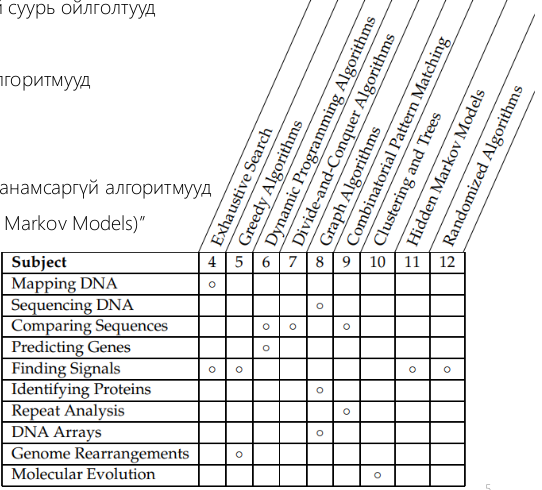 й суурь ойлголтууд
лгоритмууд
анамсаргүй алгоритмууд
Markov Models)”
Exhaustive Search
Greedy Algorithms
Dynamic Programming Algorithms
Divide-and-Conquer Algorithms
Graph Algorithms
Combinatorial Pattern Matching
Clustering and Trees
Hidden Markov Models
Randomized Algorithms
Subject 4 5 6 7 8 9 10 11 12
Mapping DNA ○
Sequencing DNA ○
Comparing Sequences ○ ○ ○
Predicting Genes ○
Finding Signals ○ ○ ○ ○
Identifying Proteins ○
Repeat Analysis ○
DNA Arrays ○
Genome Rearrangements ○
Molecular Evolution ○
5